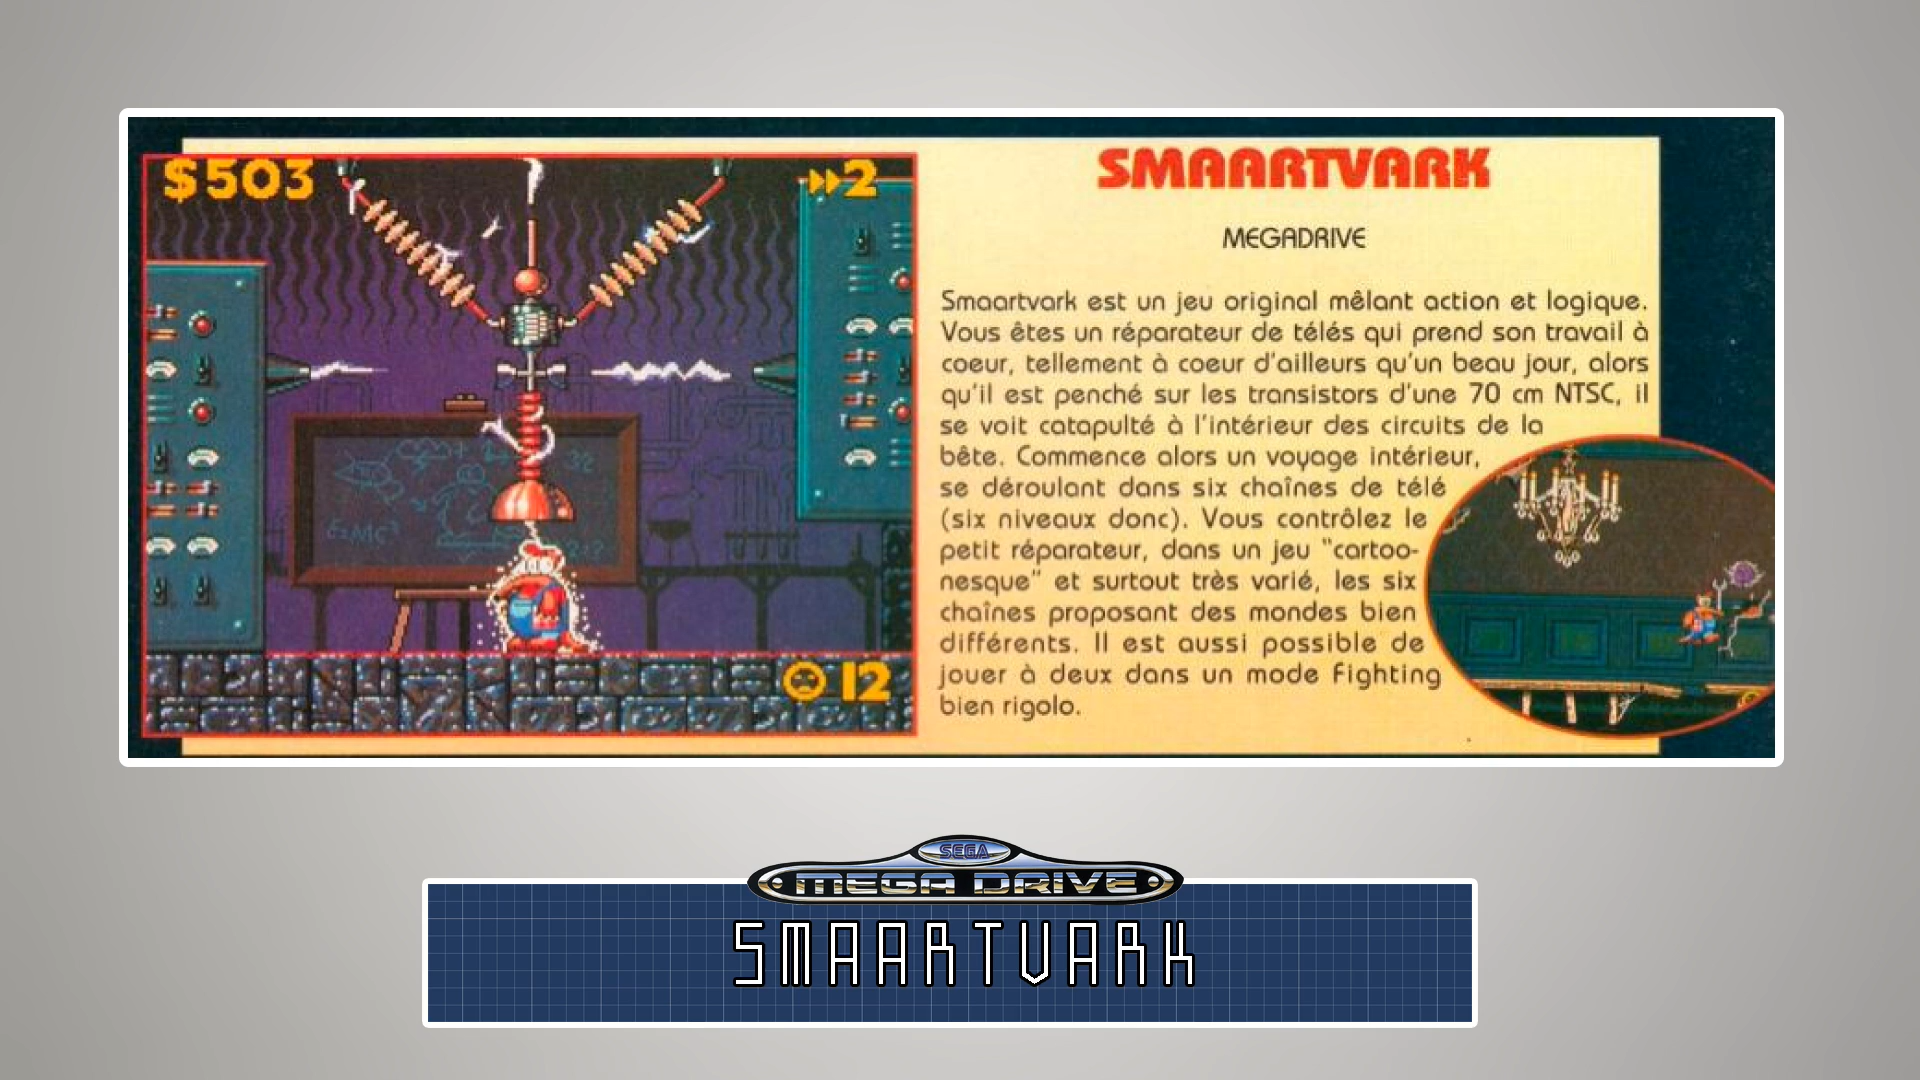 $503
2
E=MC²
12
SMAARTVARK
MEGADRIVE
Smaartvark est un jeu original mêlant action et logique.
Vous êtes un réparateur de télés qui prend son travail à
coeur, tellement à coeur d'ailleurs qu'un beau jour, alors
qu'il est penché sur les transistors d'une 70 cm NTSC, il
se voit catapulté à l'intérieur des circuits de la
bête. Commence alors un voyage intérieur,
se déroulant dans six chaînes de télé
(six niveaux donc). Vous contrôlez le
petit réparateur, dans un jeu "cartoo-
nesque" et surtout très varié, les six
chaînes proposant des mondes bien
différents. Il est aussi possible de
jouer à deux dans un mode Fighting
bien rigolo.
SEGA
MEGA DRIVE
SMAARTVARK